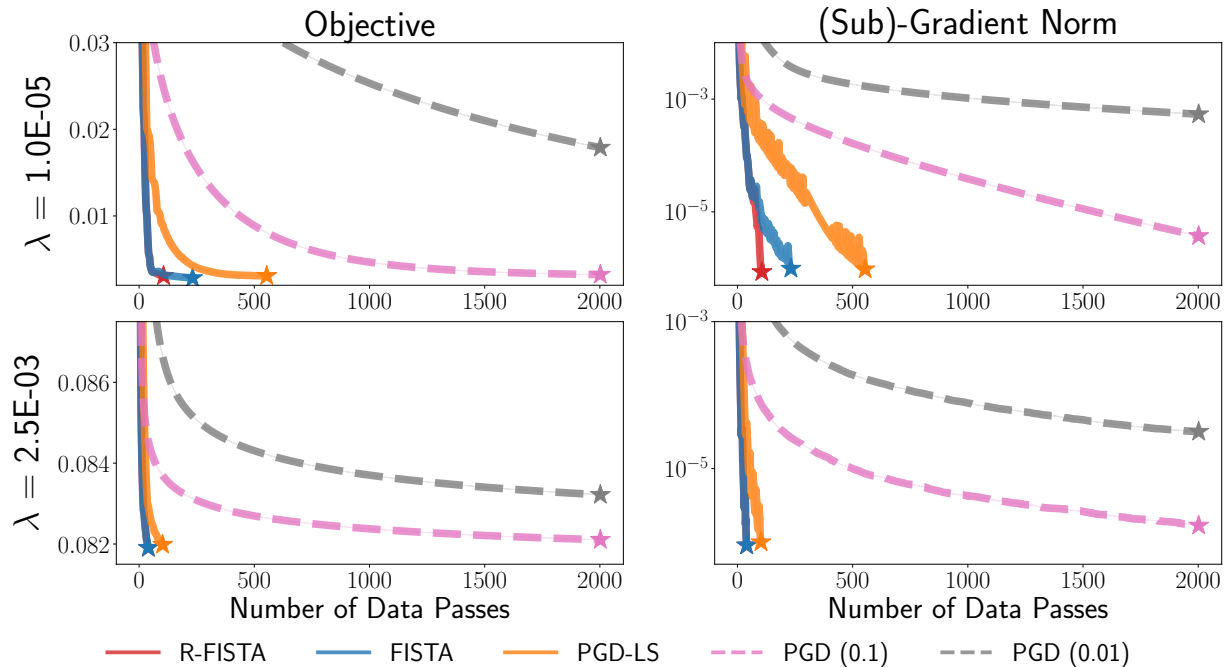 Objective
(Sub)-Gradient Norm
λ = 1.0E-05
0.03
0.02
0.01
0 500 1000 1500 2000
10⁻³
10⁻⁵
0 500 1000 1500 2000
λ = 2.5E-03
0.086
0.084
0.082
0 500 1000 1500 2000
Number of Data Passes
10⁻³
10⁻⁵
0 500 1000 1500 2000
Number of Data Passes
R-FISTA FISTA PGD-LS PGD (0.1) PGD (0.01)